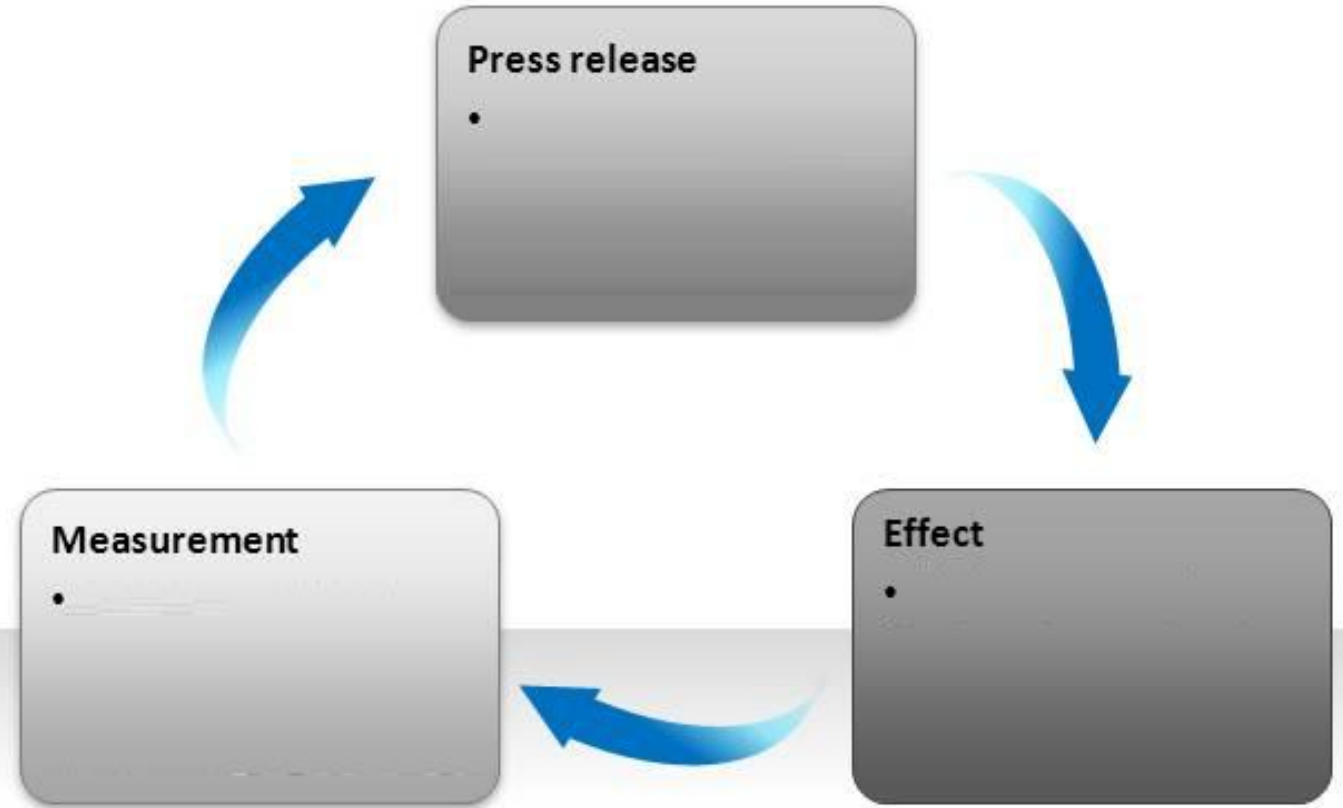 Press release
•
Measurement
•
Effect
•